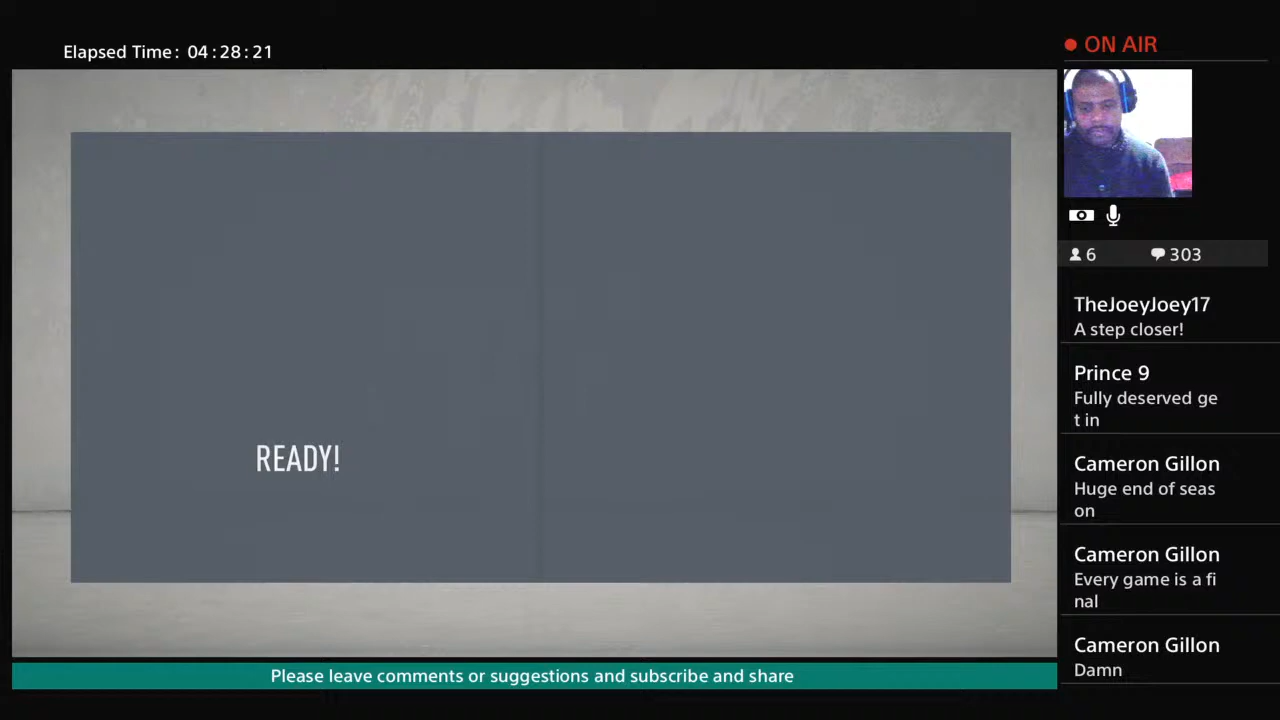 Elapsed Time: 04:28:21
ON AIR
6 303
TheJoeyJoey17
A step closer!
Prince 9
Fully deserved ge
t in
Cameron Gillon
Huge end of seas
on
Cameron Gillon
Every game is a fi
nal
Cameron Gillon
Damn
READY!
Please leave comments or suggestions and subscribe and share